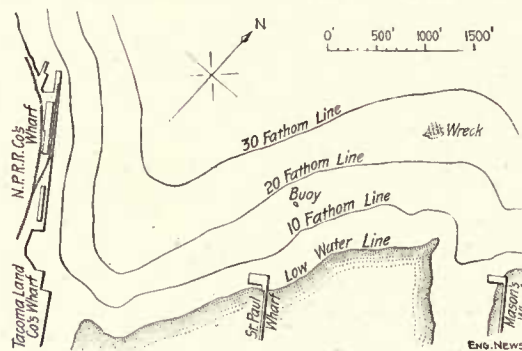 N
0' 500' 1000' 1500'
N.P.R.R.Co's
Wharf
30 Fathom Line
Wreck
20 Fathom Line
Buoy
10 Fathom Line
Low Water Line
Tacoma Land
Co's Wharf
St. Paul
Wharf
Mason's
ENG. NEWS